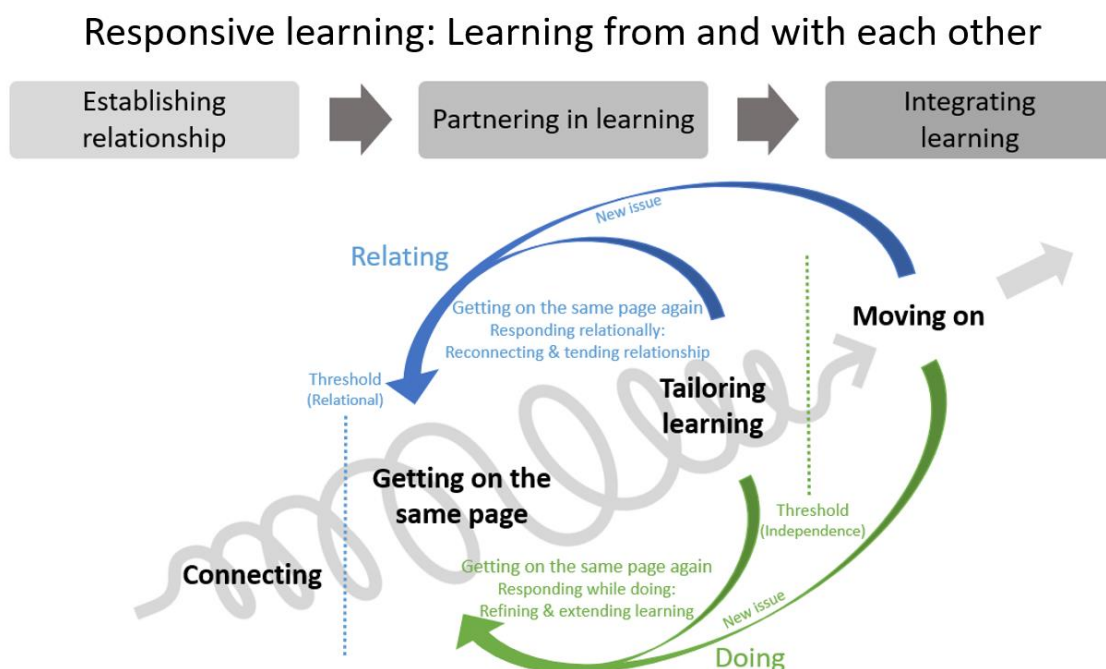 Responsive learning: Learning from and with each other
Establishing
relationship
Partnering in learning
Integrating
learning
New issue
Relating
Getting on the same page again
Responding relationally:
Reconnecting & tending relationship
Moving on
Threshold
(Relational)
Tailoring
learning
Getting on the
same page
Threshold
(Independence)
Connecting
Getting on the same page again
Responding while doing:
Refining & extending learning
New issue
Doing